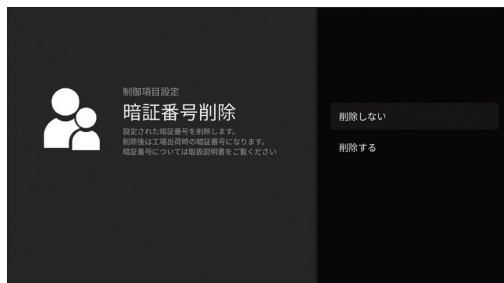 制御項目設定
暗証番号削除
設定された暗証番号を削除します。
削除後は工場出荷時の暗証番号になります。
暗証番号については取扱説明書をご覧ください
削除しない
削除する